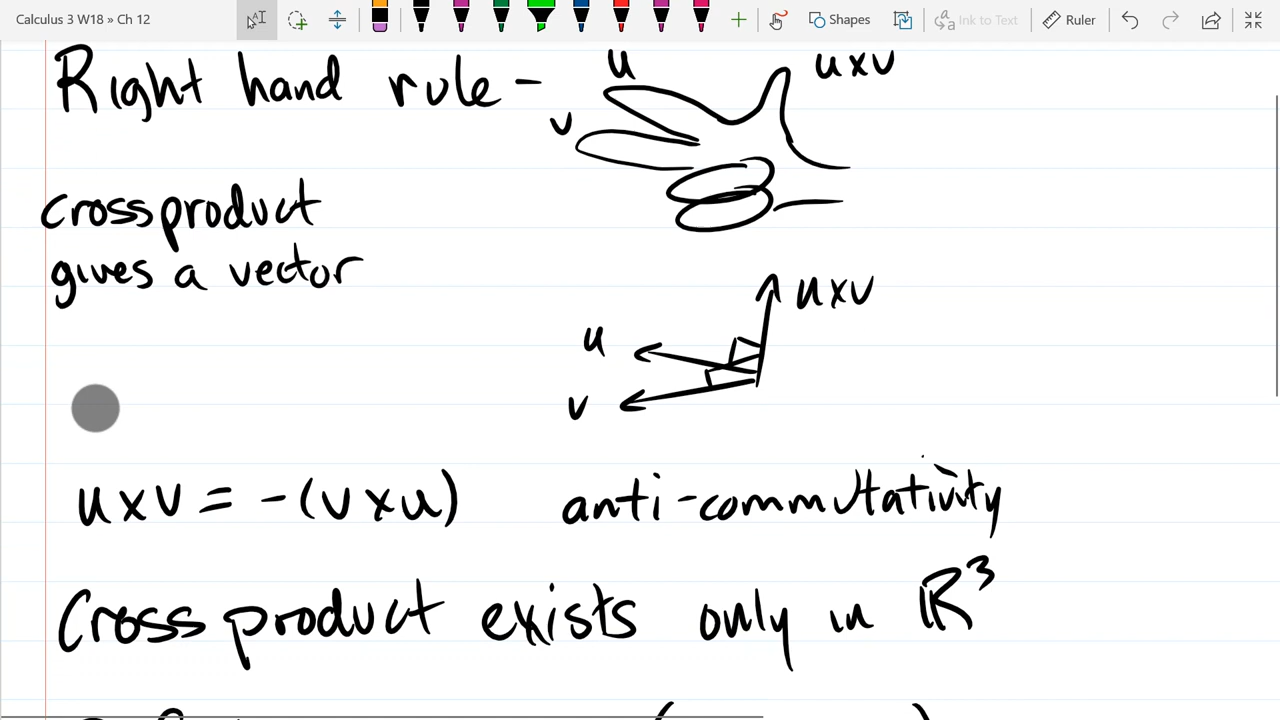 Calculus 3 W18 » Ch 12
Shapes
Ink to Text
Ruler
Right hand rule -
u
v
u x v
cross product
gives a vector
u x v
u
v
u x v = -(v x u) anti-commutativity
Cross product exists only in ℝ³